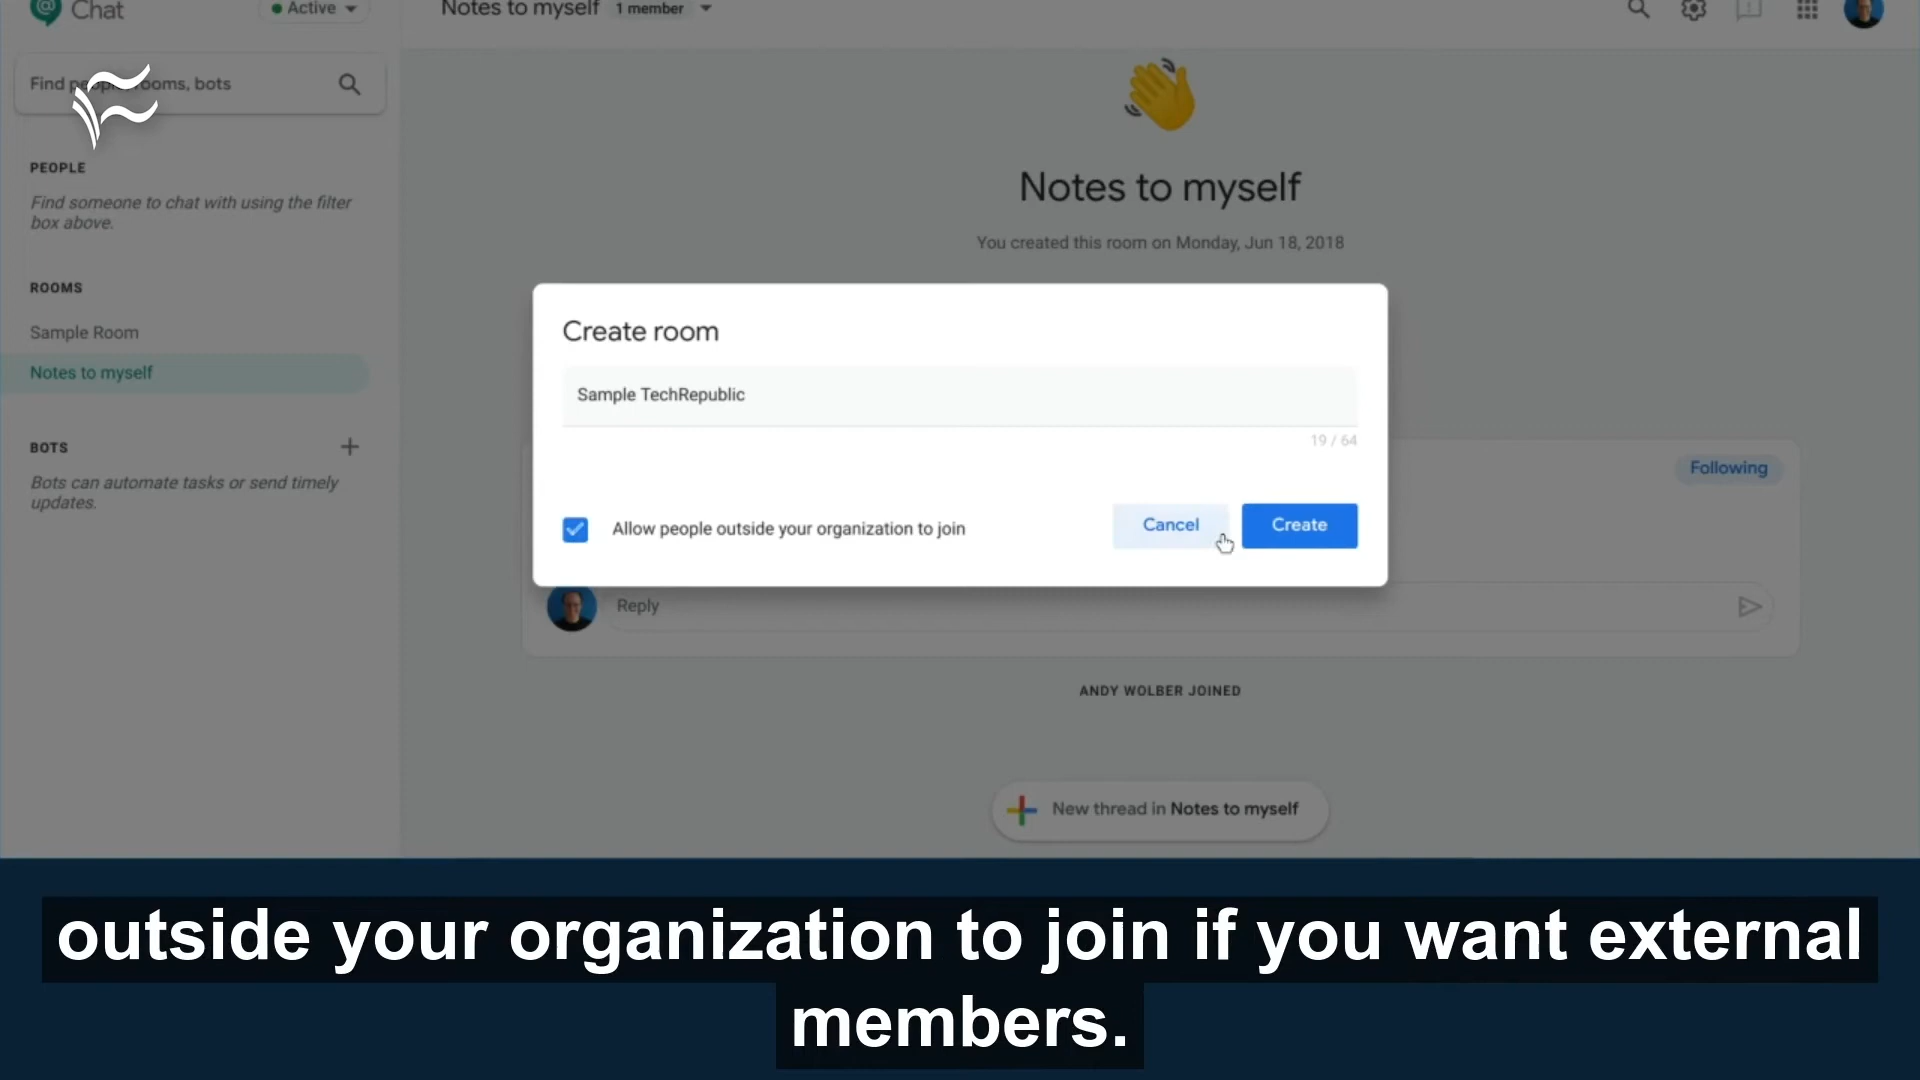 Chat
Active
Notes to myself 1 member
Find people, rooms, bots
PEOPLE
Find someone to chat with using the filter
box above.
ROOMS
Sample Room
Notes to myself
BOTS
Bots can automate tasks or send timely
updates.
Notes to myself
You created this room on Monday, Jun 18, 2018
Create room
Sample TechRepublic
19 / 64
Allow people outside your organization to join
Cancel
Create
Following
Reply
ANDY WOLBER JOINED
New thread in Notes to myself
outside your organization to join if you want external
members.